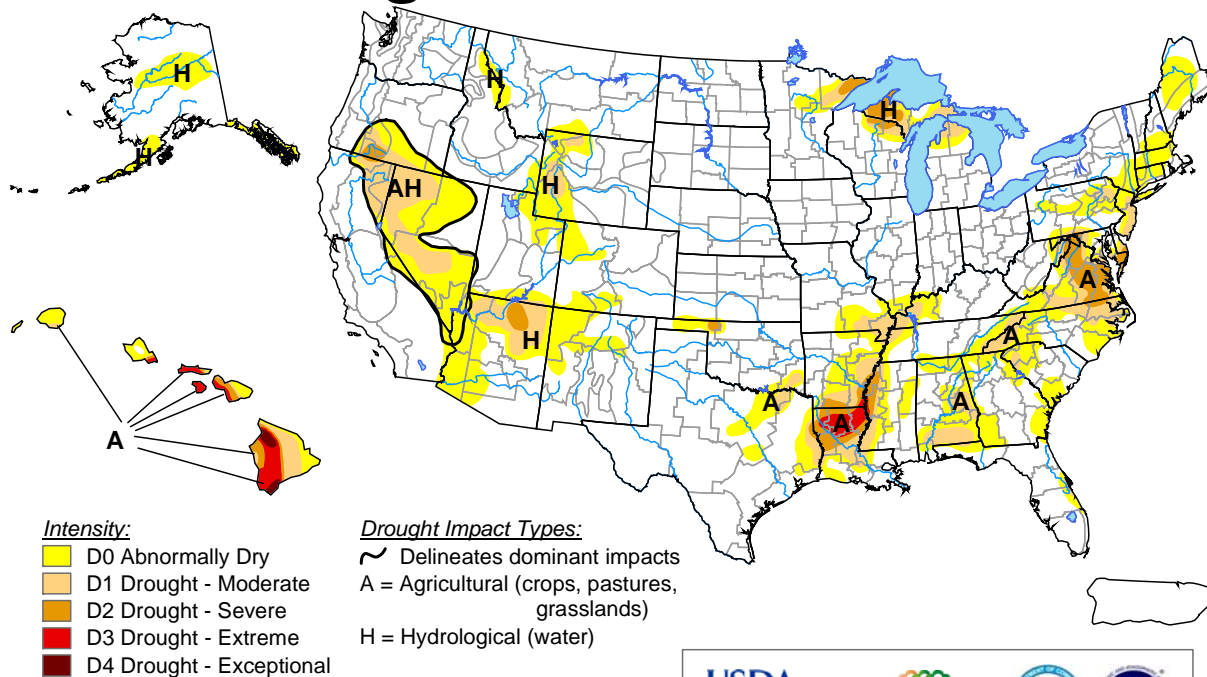 H
H
H
AH
H
H
H
A
A
A
A
A
A
Intensity:
D0 Abnormally Dry
D1 Drought - Moderate
D2 Drought - Severe
D3 Drought - Extreme
D4 Drought - Exceptional
Drought Impact Types:
Delineates dominant impacts
A = Agricultural (crops, pastures,
grasslands)
H = Hydrological (water)
USDA